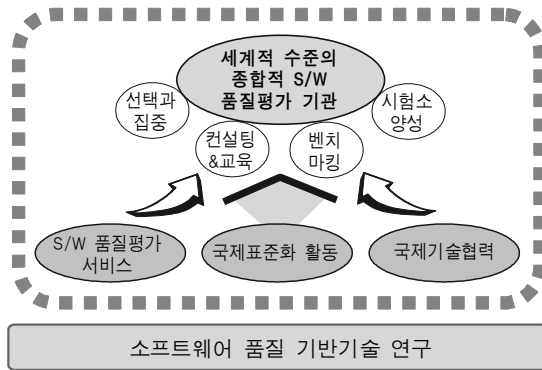 세계적 수준의
종합적 S/W
품질평가 기관
선택과
집중
시험소
양성
컨설팅
&교육
벤치
마킹
S/W 품질평가
서비스
국제표준화 활동
국제기술협력
소프트웨어 품질 기반기술 연구